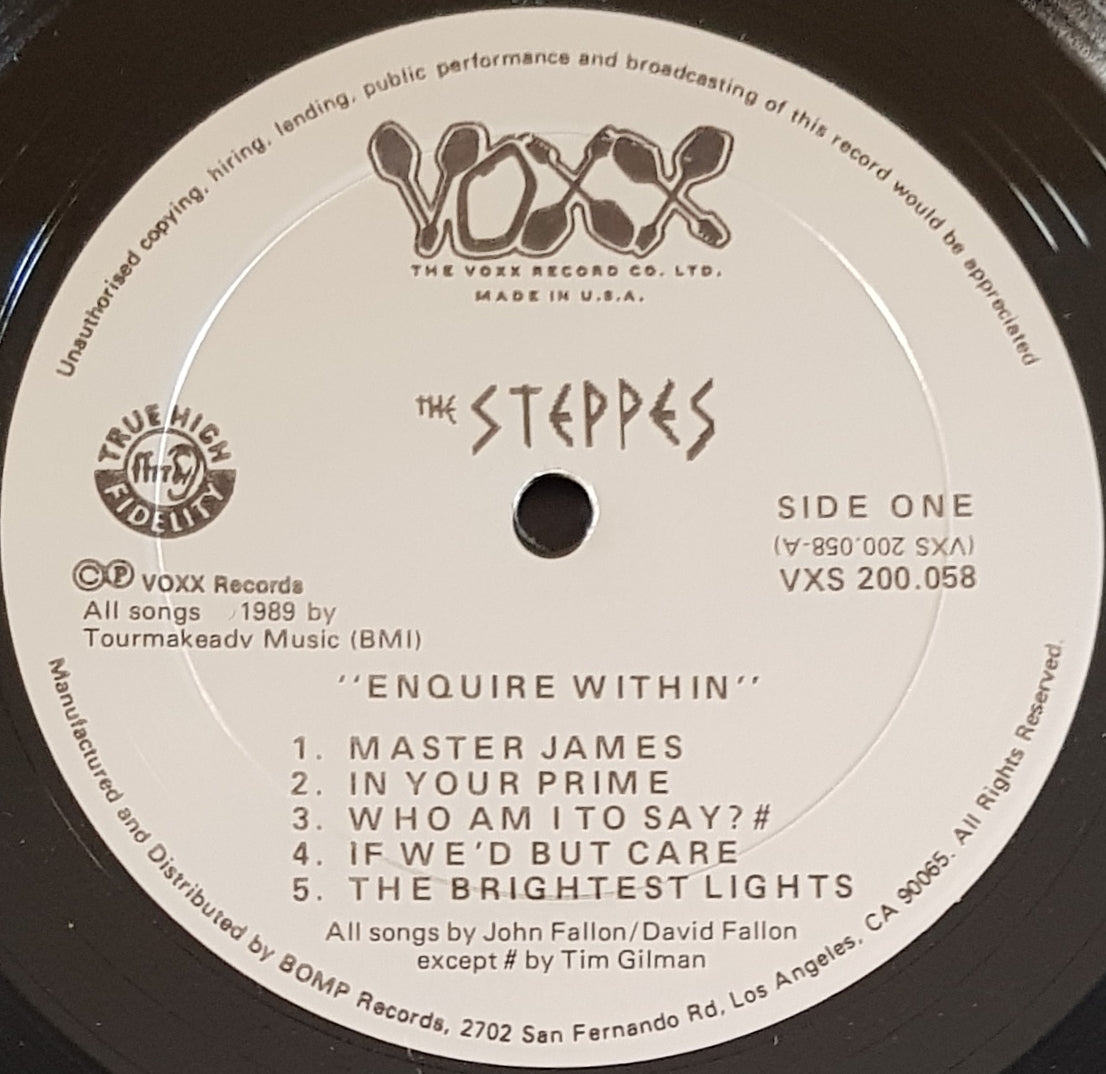 Unauthorised copying, hiring, lending, public performance and broadcasting of this record would be appreciated
VOXX
THE VOXX RECORD CO. LTD.
MADE IN U.S.A.
THE STEPPES
TRUE HIGH
FIDELITY
SIDE ONE
(VXS 200.058-A)
VXS 200.058
©℗ VOXX Records
All songs 1989 by
Tourmakeadv Music (BMI)
''ENQUIRE WITHIN''
1. MASTER JAMES
2. IN YOUR PRIME
3. WHO AM I TO SAY?#
4. IF WE'D BUT CARE
5. THE BRIGHTEST LIGHTS
All songs by John Fallon/David Fallon
except # by Tim Gilman
Manufactured and Distributed by BOMP Records, 2702 San Fernando Rd, Los Angeles, CA 90065. All Rights Reserved.